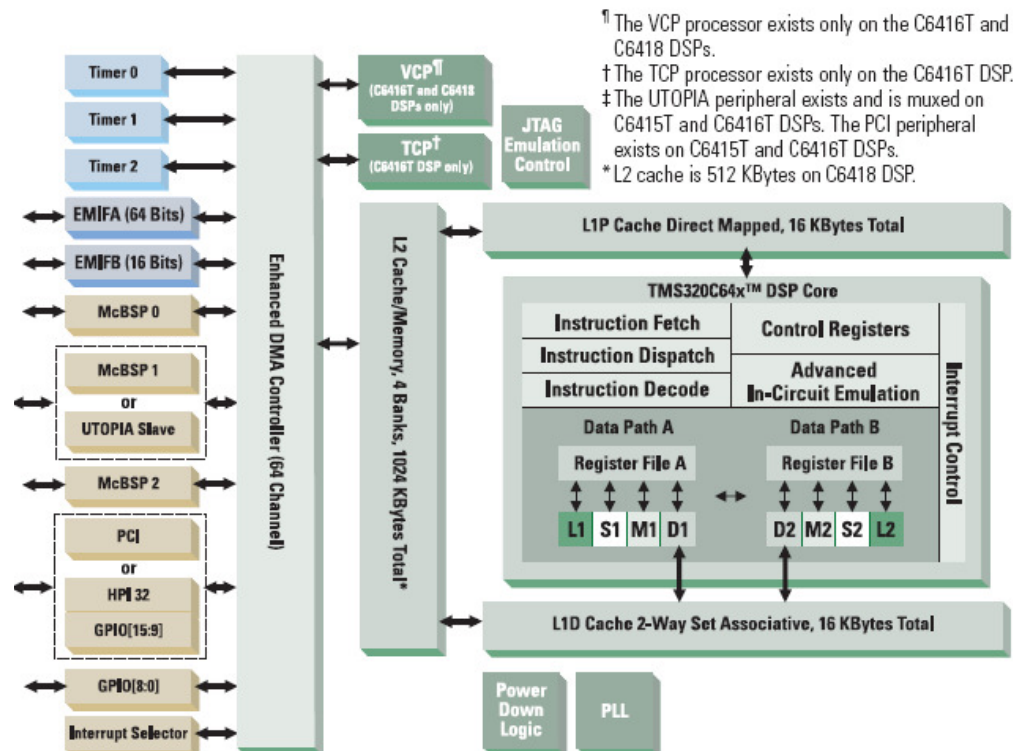 ¶ The VCP processor exists only on the C6416T and
C6418 DSPs.
† The TCP processor exists only on the C6416T DSP.
‡ The UTOPIA peripheral exists and is muxed on
C6415T and C6416T DSPs. The PCI peripheral
exists on C6415T and C6416T DSPs.
* L2 cache is 512 KBytes on C6418 DSP.
Timer 0
Timer 1
Timer 2
EMIFA (64 Bits)
EMIFB (16 Bits)
McBSP 0
McBSP 1
or
UTOPIA Slave
McBSP 2
PCI
or
HPI 32
GPIO[15:9]
GPIO[8:0]
Interrupt Selector
Enhanced DMA Controller (64 Channel)
VCP¶
(C6416T and C6418
DSPs only)
TCP†
(C6416T DSP only)
JTAG
Emulation
Control
L2 Cache/Memory, 4 Banks, 1024 KBytes Total*
L1P Cache Direct Mapped, 16 KBytes Total
TMS320C64x™ DSP Core
Instruction Fetch
Instruction Dispatch
Instruction Decode
Control Registers
Advanced
In-Circuit Emulation
Interrupt Control
Data Path A
Data Path B
Register File A
Register File B
L1 S1 M1 D1
D2 M2 S2 L2
L1D Cache 2-Way Set Associative, 16 KBytes Total
Power
Down
Logic
PLL